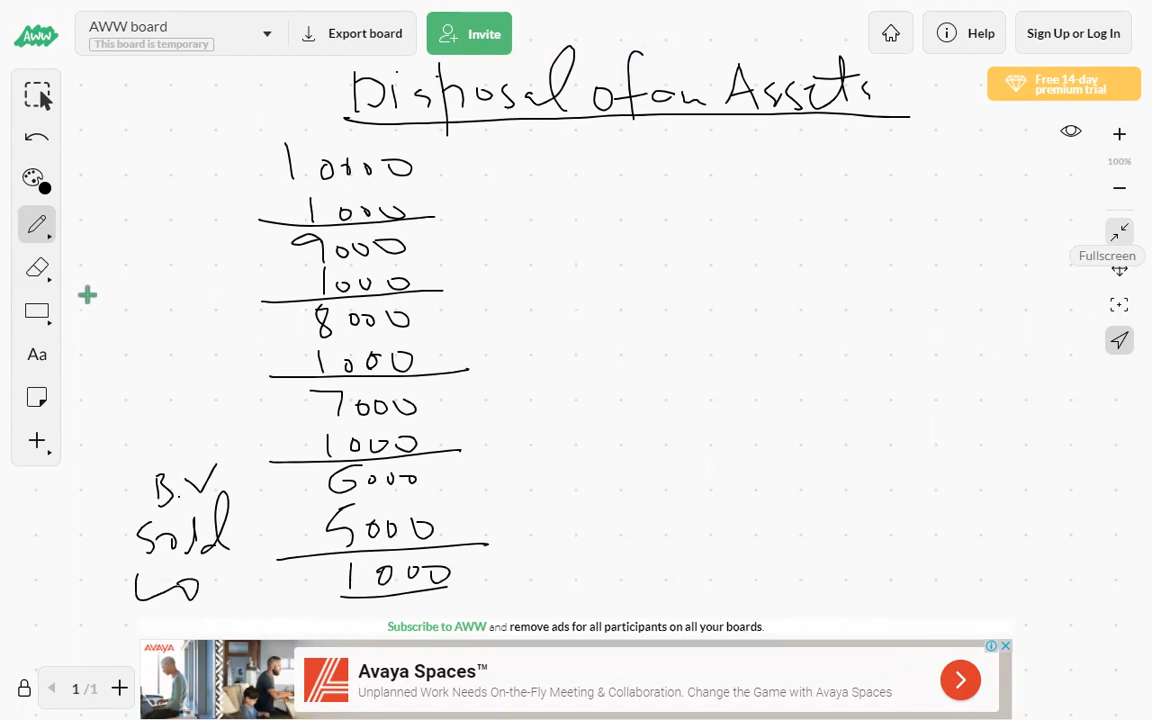 AWW
AWW board
This board is temporary
Export board
Invite
Help
Sign Up or Log In
Free 14-day
premium trial
Disposal of an Assets
100%
Fullscreen
Aa
10000
1000
9000
1000
8000
1000
7000
1000
B.V 6000
Sold 5000
1000
Subscribe to AWW and remove ads for all participants on all your boards.
AVAYA
Avaya Spaces™
Unplanned Work Needs On-the-Fly Meeting & Collaboration. Change the Game with Avaya Spaces
1 / 1